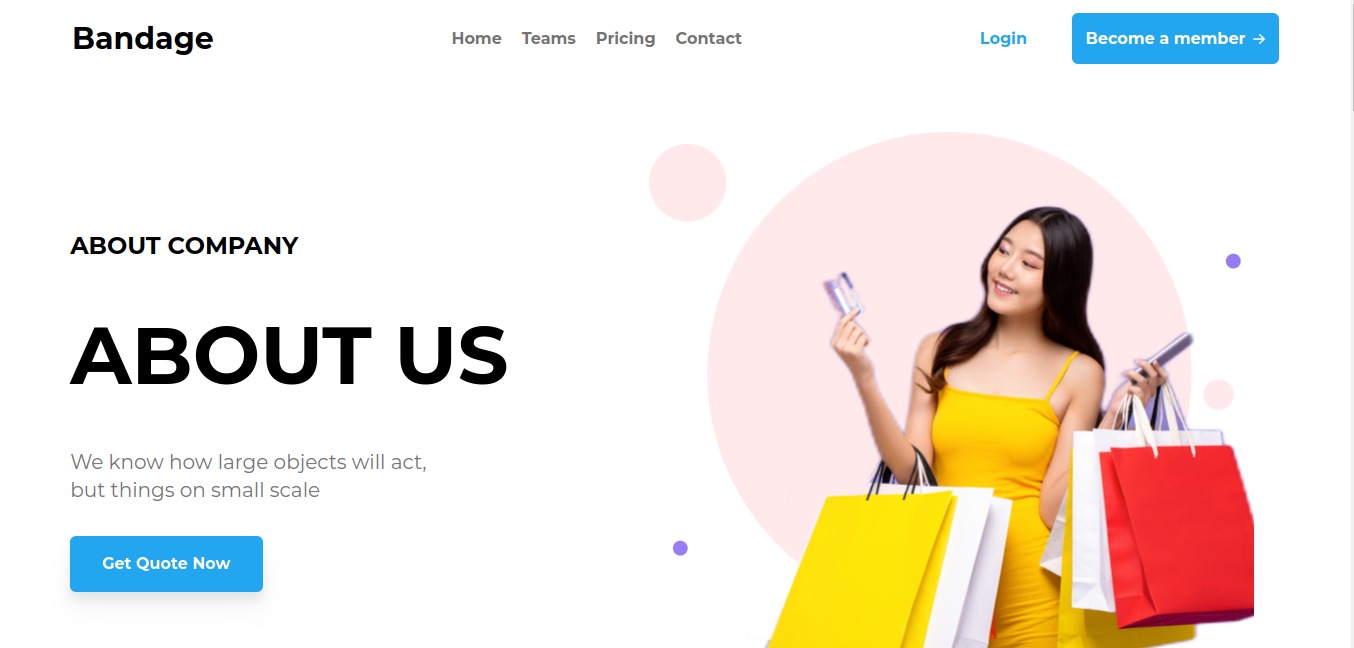 Bandage
Home Teams Pricing Contact
Login
Become a member →
ABOUT COMPANY
ABOUT US
We know how large objects will act,
but things on small scale
Get Quote Now